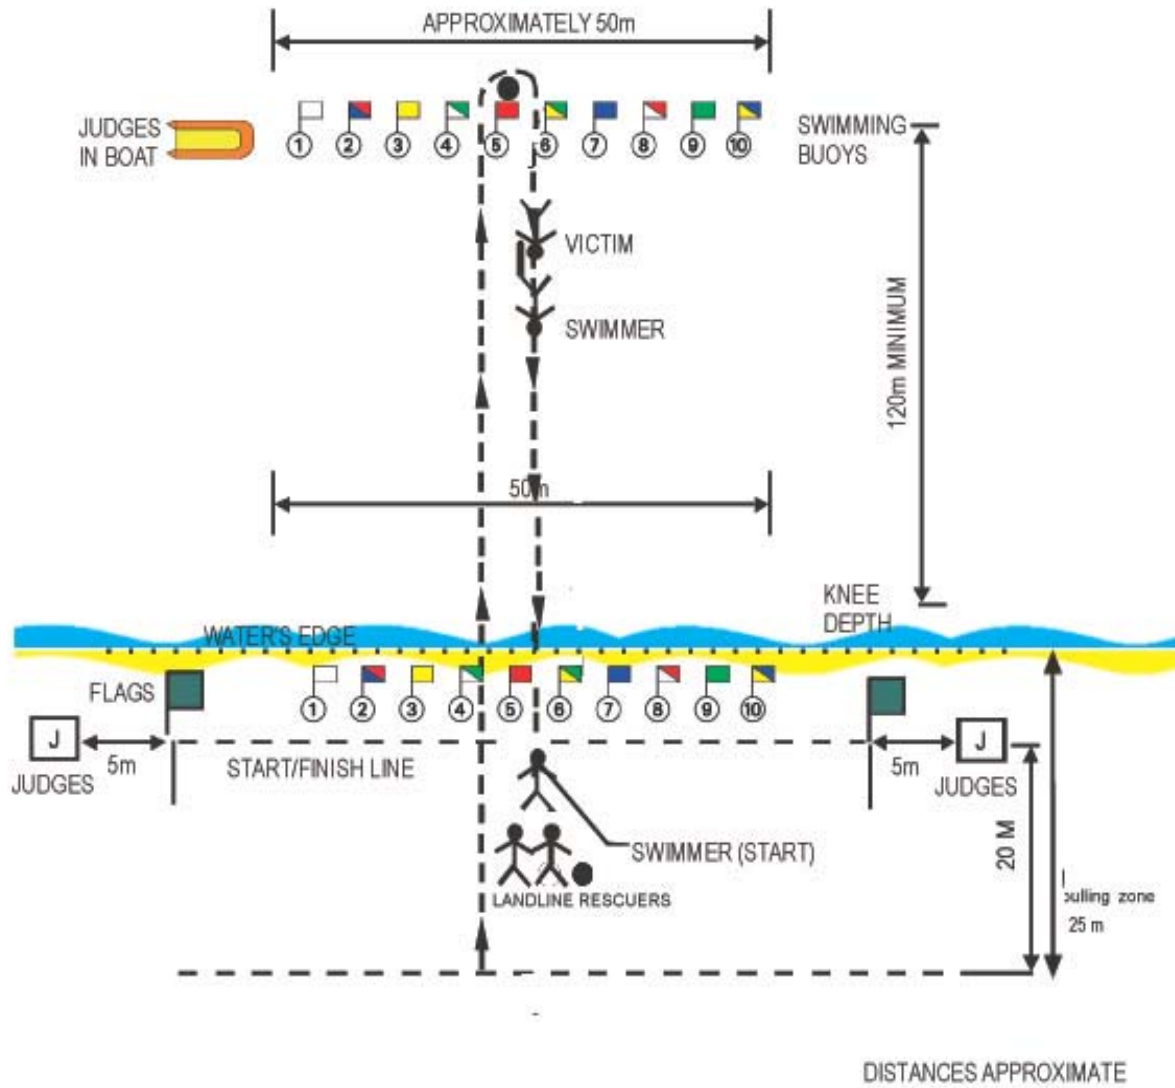 APPROXIMATELY 50m
JUDGES
IN BOAT
1 2 3 4 5 6 7 8 9 10
SWIMMING
BUOYS
VICTIM
SWIMMER
120m MINIMUM
50m
KNEE
DEPTH
WATER'S EDGE
FLAGS
1 2 3 4 5 6 7 8 9 10
J
5m
JUDGES
START/FINISH LINE
J
5m
JUDGES
20 M
SWIMMER (START)
LANDLINE RESCUERS
pulling zone
25 m
DISTANCES APPROXIMATE